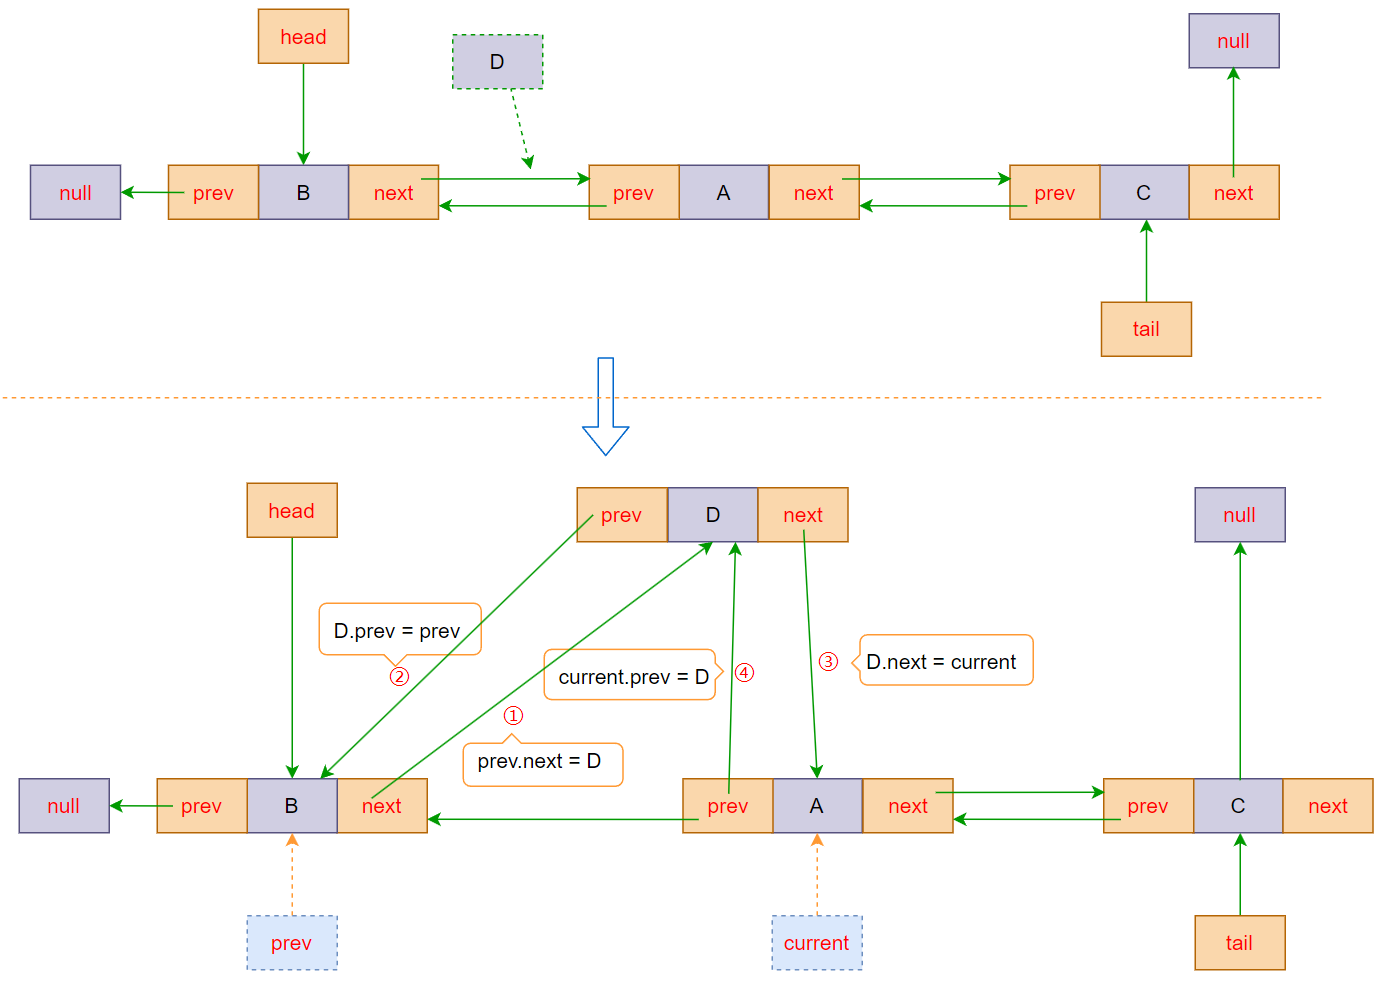 head
D
null
null
prev B next
prev A next
prev C next
tail
head
prev D next
null
D.prev = prev
②
current.prev = D
④
③
D.next = current
①
prev.next = D
null
prev B next
prev A next
prev C next
prev
current
tail